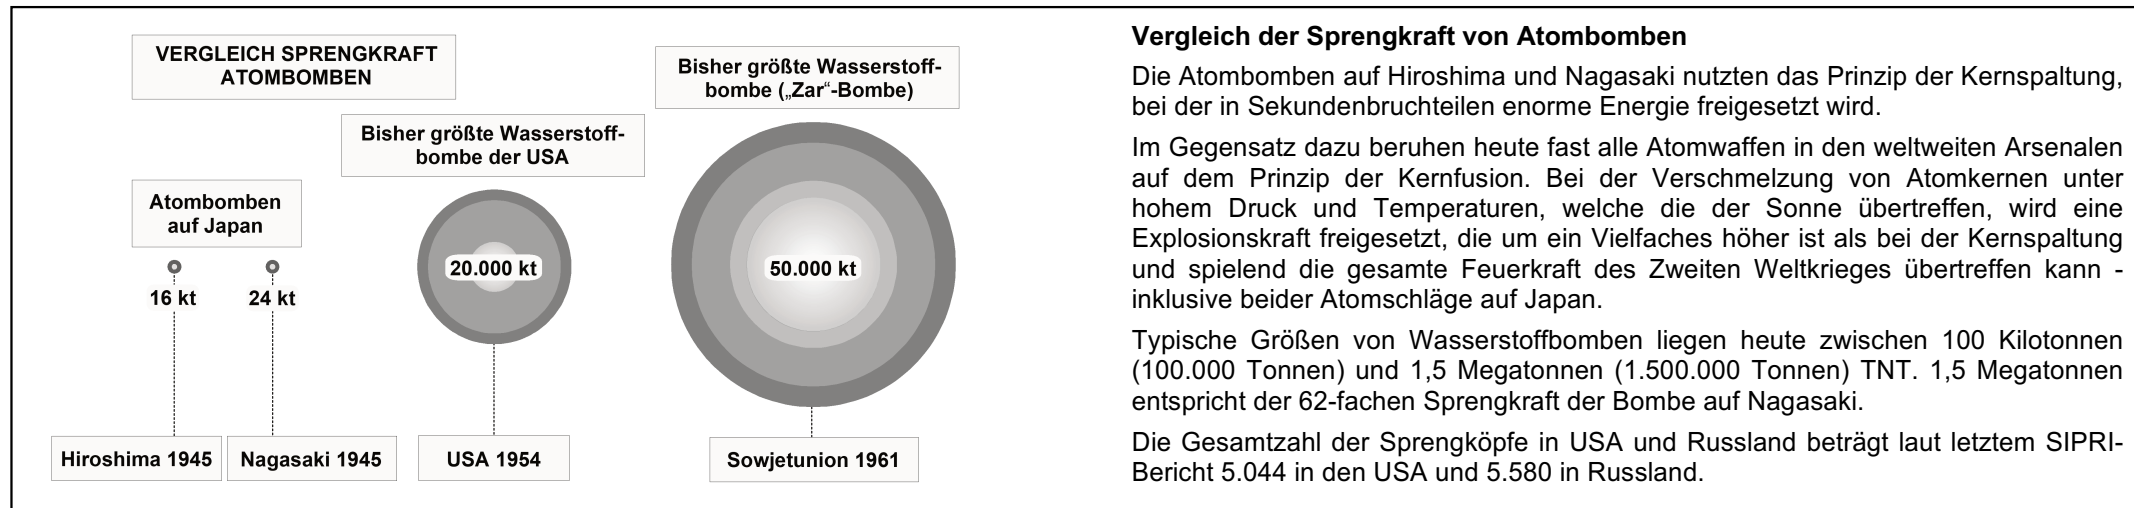 VERGLEICH SPRENGKRAFT
ATOMBOMBEN
Atombomben
auf Japan
16 kt
24 kt
Hiroshima 1945
Nagasaki 1945
Bisher größte Wasserstoff-
bombe der USA
20.000 kt
USA 1954
Bisher größte Wasserstoff-
bombe („Zar“-Bombe)
50.000 kt
Sowjetunion 1961
Vergleich der Sprengkraft von Atombomben
Die Atombomben auf Hiroshima und Nagasaki nutzten das Prinzip der Kernspaltung,
bei der in Sekundenbruchteilen enorme Energie freigesetzt wird.
Im Gegensatz dazu beruhen heute fast alle Atomwaffen in den weltweiten Arsenalen
auf dem Prinzip der Kernfusion. Bei der Verschmelzung von Atomkernen unter
hohem Druck und Temperaturen, welche die der Sonne übertreffen, wird eine
Explosionskraft freigesetzt, die um ein Vielfaches höher ist als bei der Kernspaltung
und spielend die gesamte Feuerkraft des Zweiten Weltkrieges übertreffen kann -
inklusive beider Atomschläge auf Japan.
Typische Größen von Wasserstoffbomben liegen heute zwischen 100 Kilotonnen
(100.000 Tonnen) und 1,5 Megatonnen (1.500.000 Tonnen) TNT. 1,5 Megatonnen
entspricht der 62-fachen Sprengkraft der Bombe auf Nagasaki.
Die Gesamtzahl der Sprengköpfe in USA und Russland beträgt laut letztem SIPRI-
Bericht 5.044 in den USA und 5.580 in Russland.